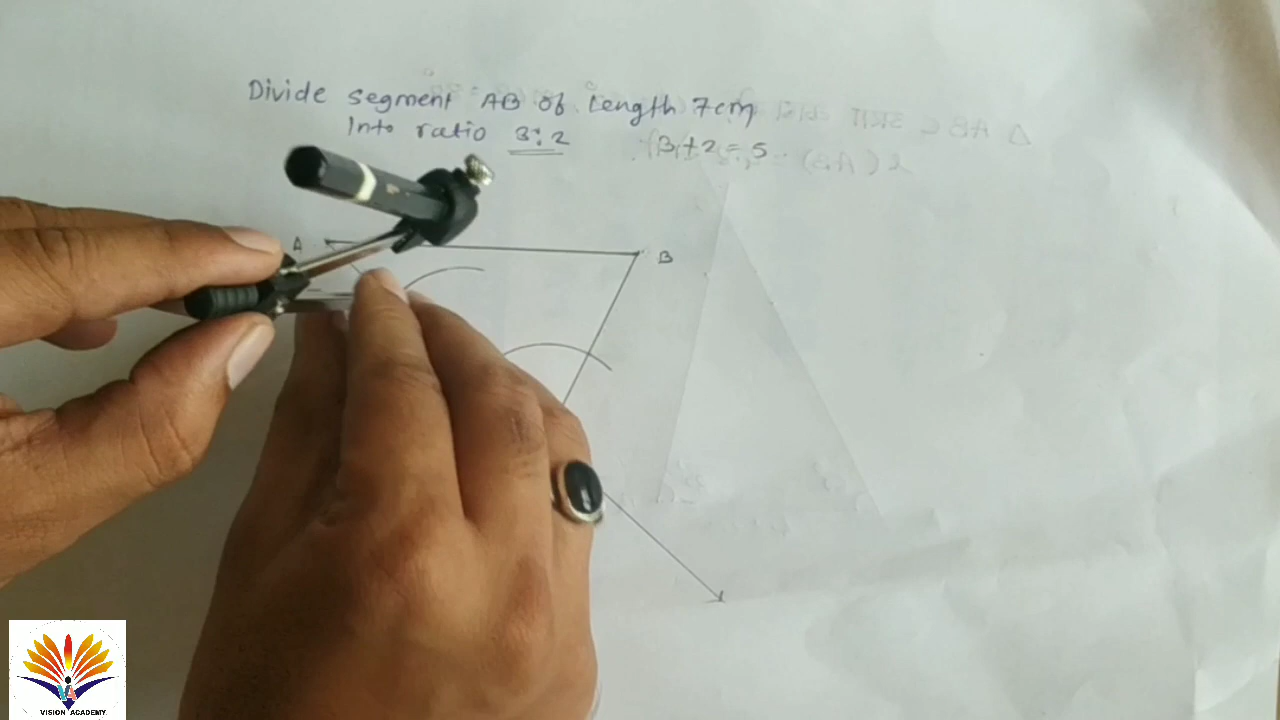 Divide segment AB of length 7cm
Into ratio 3:2
3+2=5
A
B
VISION ACADEMY